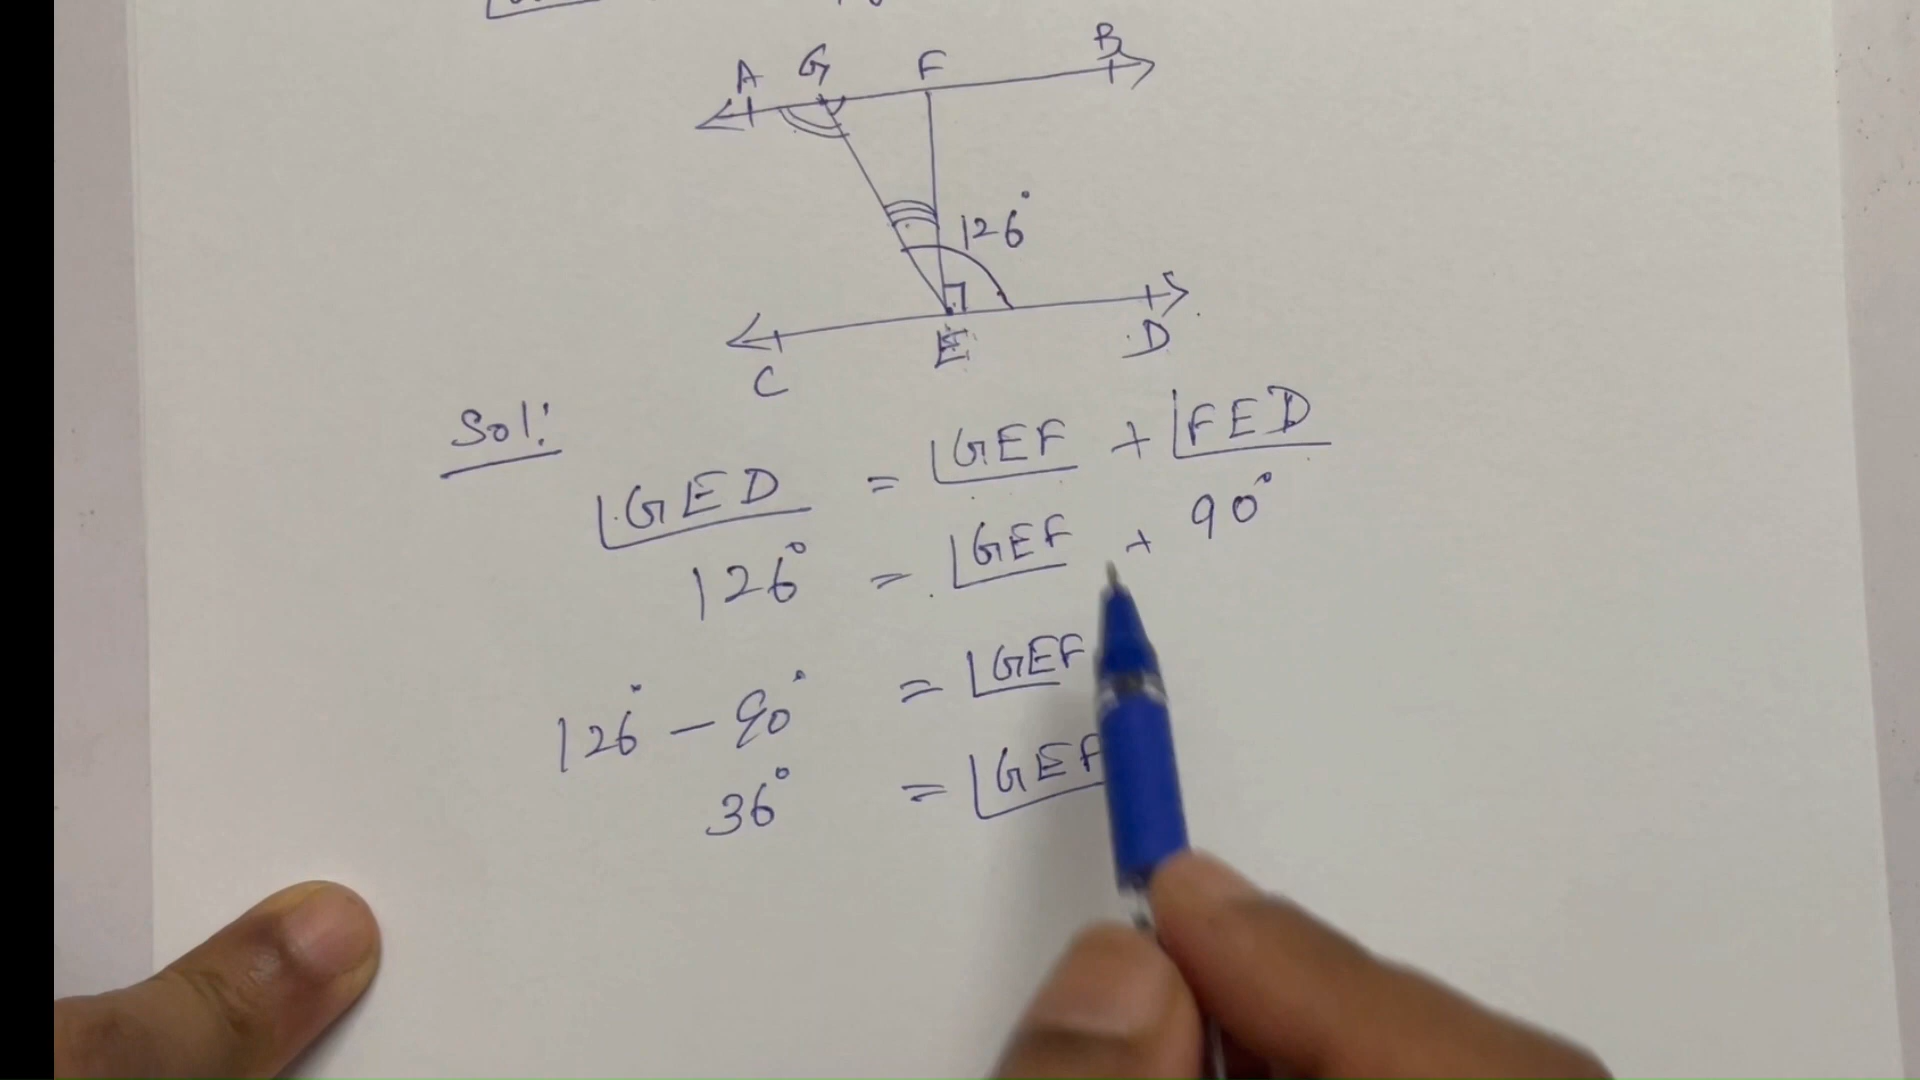 A G F B
126°
C E D
Sol:
∠GED = ∠GEF + ∠FED
126° = ∠GEF + 90°
126° - 90° = ∠GEF
36° = ∠GEF